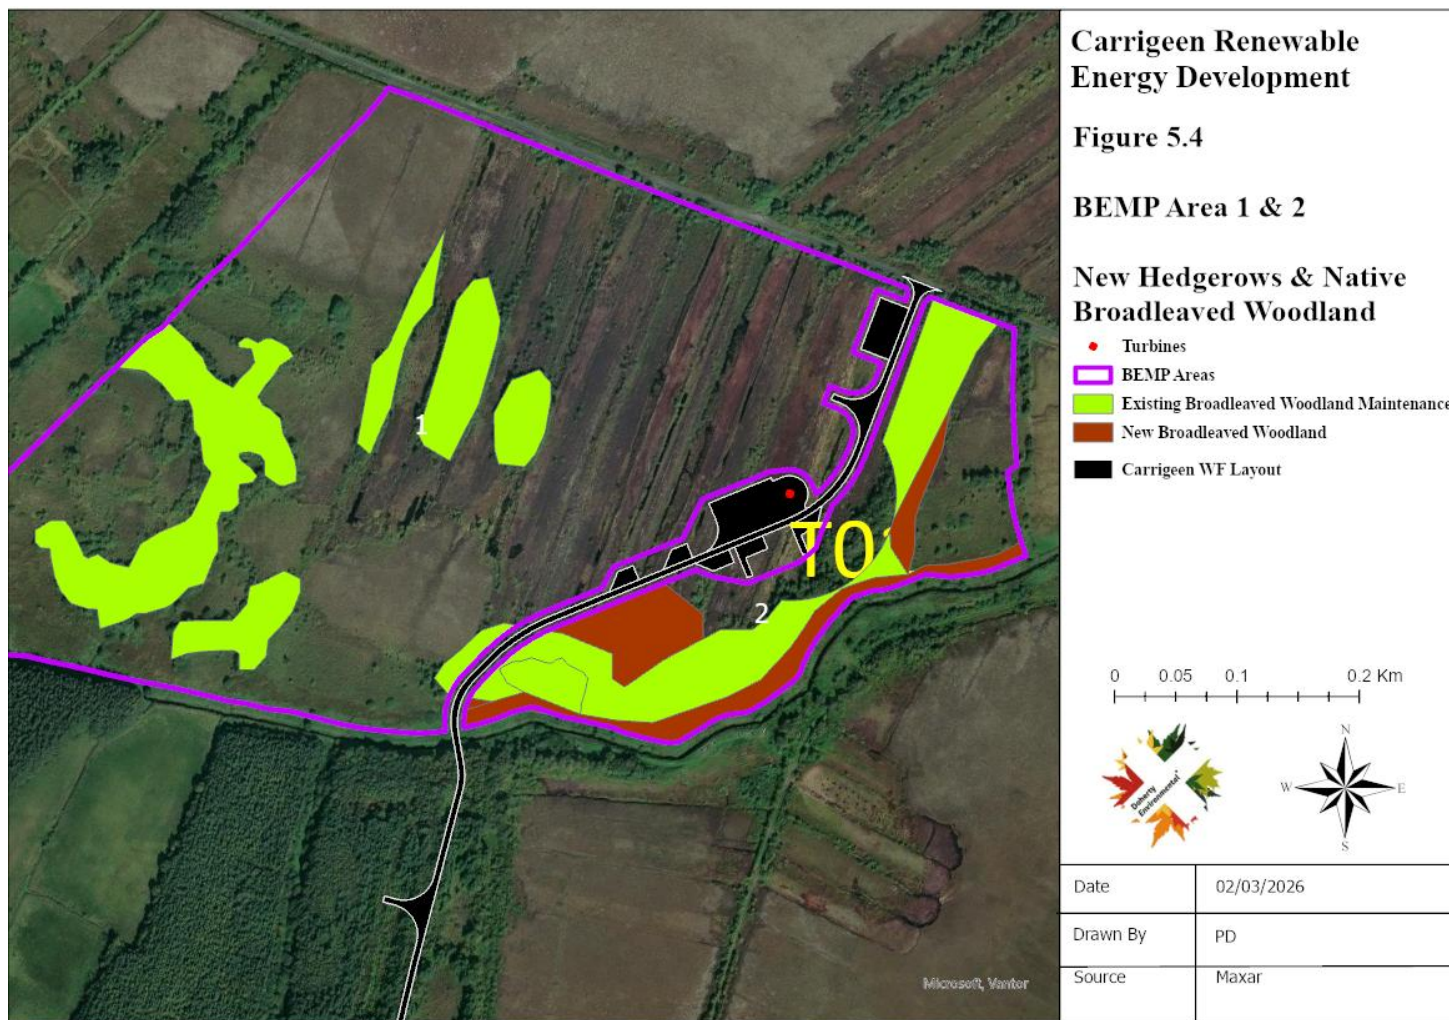 Carrigeen Renewable
Energy Development
Figure 5.4
BEMP Area 1 & 2
New Hedgerows & Native
Broadleaved Woodland
Turbines
BEMP Areas
Existing Broadleaved Woodland Maintenance
New Broadleaved Woodland
Carrigeen WF Layout
1
2
T0
0 0.05 0.1 0.2 Km
Doherty
Environmental
N
W E
S
Date 02/03/2026
Drawn By PD
Source Maxar
Microsoft, Vantor